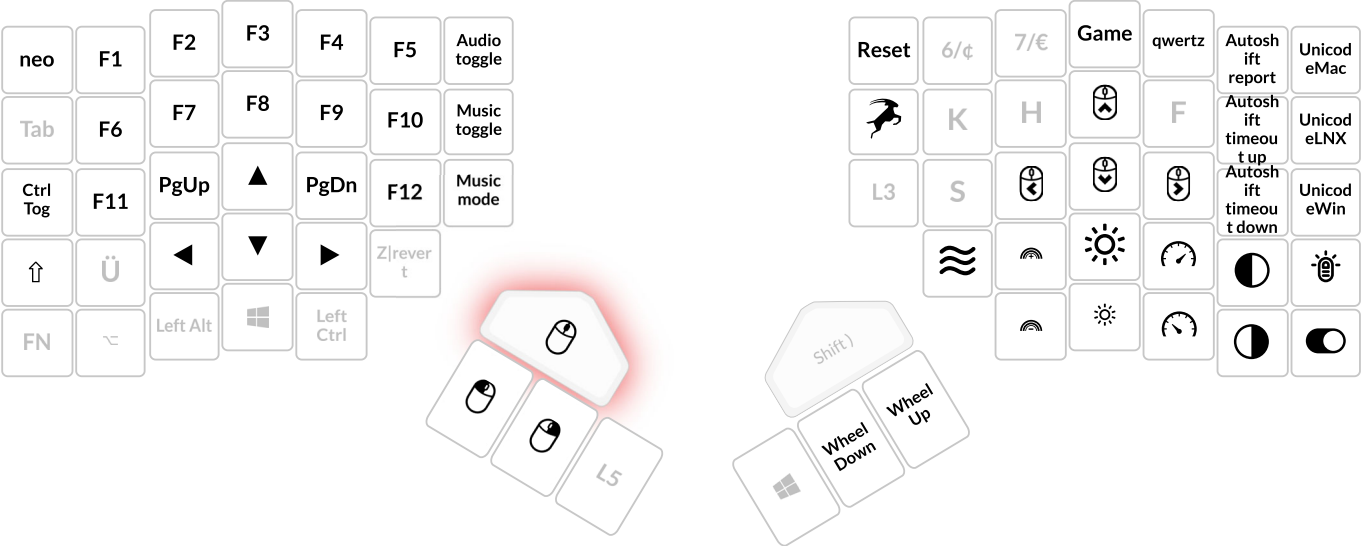 neo
F1
F2
F3
F4
F5
Audio
toggle
Tab
F6
F7
F8
F9
F10
Music
toggle
Ctrl
Tog
F11
PgUp
PgDn
F12
Music
mode
Ü
Z|rever
t
FN
Left Alt
Left
Ctrl
L5
Reset
6/¢
7/€
Game
qwertz
Autosh
ift
report
Unicod
eMac
K
H
F
Autosh
ift
timeou
t up
Unicod
eLNX
L3
S
Autosh
ift
timeou
t down
Unicod
eWin
Shift )
Wheel
Down
Wheel
Up